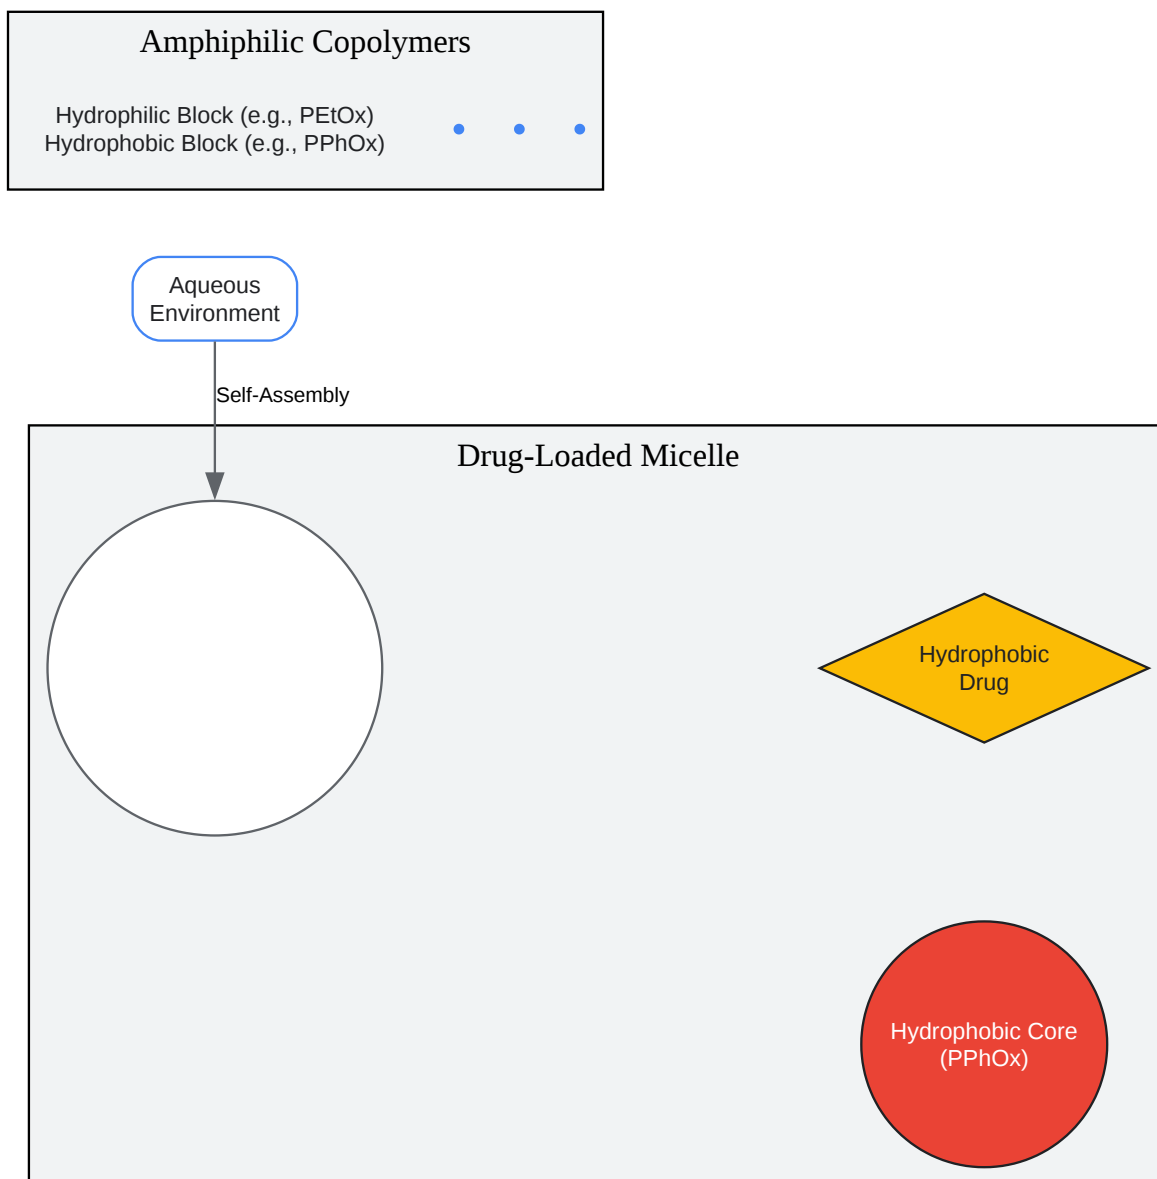 Amphiphilic Copolymers
Hydrophilic Block (e.g., PEtOx)
Hydrophobic Block (e.g., PPhOx)
Aqueous
Environment
Self-Assembly
Drug-Loaded Micelle
Hydrophobic
Drug
Hydrophobic Core
(PPhOx)